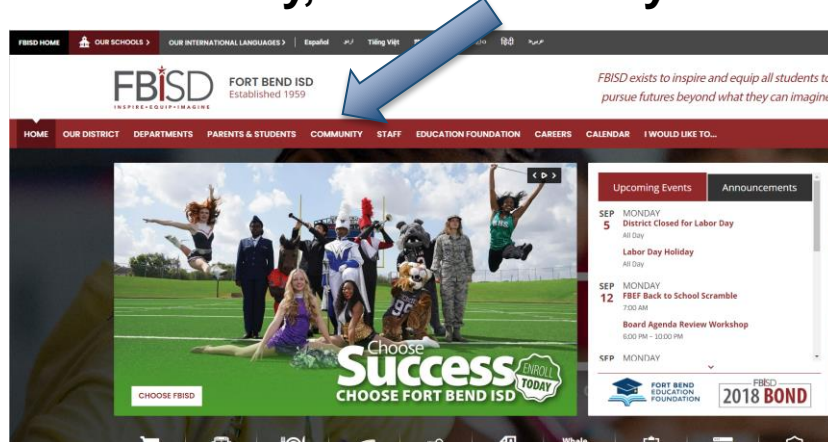 FBISD HOME OUR SCHOOLS > OUR INTERNATIONAL LANGUAGES > Español اردو Tiếng Việt हिंदी
FBISD
INSPIRE•EQUIP•IMAGINE
FORT BEND ISD
Established 1959
FBISD exists to inspire and equip all students to
pursue futures beyond what they can imagine
HOME OUR DISTRICT DEPARTMENTS PARENTS & STUDENTS COMMUNITY STAFF EDUCATION FOUNDATION CAREERS CALENDAR I WOULD LIKE TO...
Upcoming Events Announcements
SEP MONDAY
5 District Closed for Labor Day
All Day
Labor Day Holiday
All Day
SEP MONDAY
12 FBEF Back to School Scramble
7:00 AM
Board Agenda Review Workshop
6:00 PM – 10:00 PM
SEP MONDAY
Choose
Success
CHOOSE FORT BEND ISD
ENROLL
TODAY
CHOOSE FBISD
FORT BEND
EDUCATION
FOUNDATION
FBISD
2018 BOND
Whole